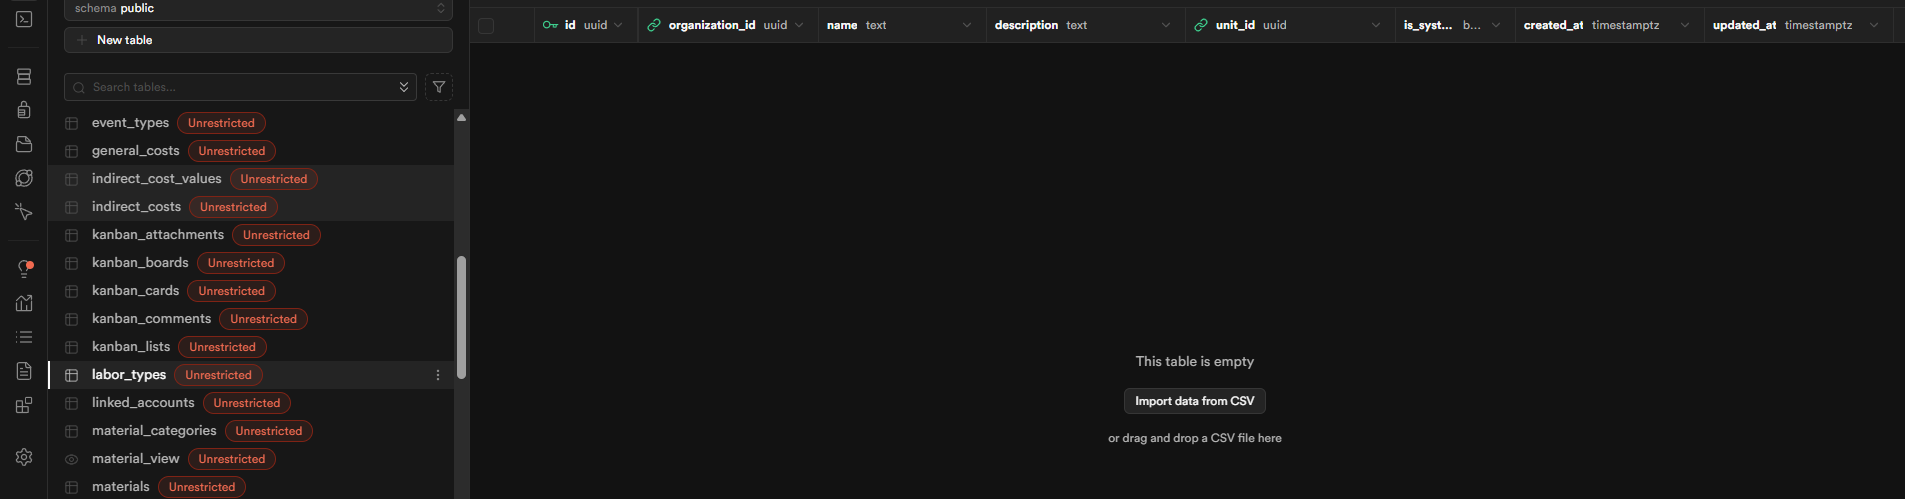 schema public
New table
Search tables...
event_types Unrestricted
general_costs Unrestricted
indirect_cost_values Unrestricted
indirect_costs Unrestricted
kanban_attachments Unrestricted
kanban_boards Unrestricted
kanban_cards Unrestricted
kanban_comments Unrestricted
kanban_lists Unrestricted
labor_types Unrestricted
linked_accounts Unrestricted
material_categories Unrestricted
material_view Unrestricted
materials Unrestricted
id uuid organization_id uuid name text description text unit_id uuid is_syst... b... created_at timestamptz updated_at timestamptz
This table is empty
Import data from CSV
or drag and drop a CSV file here